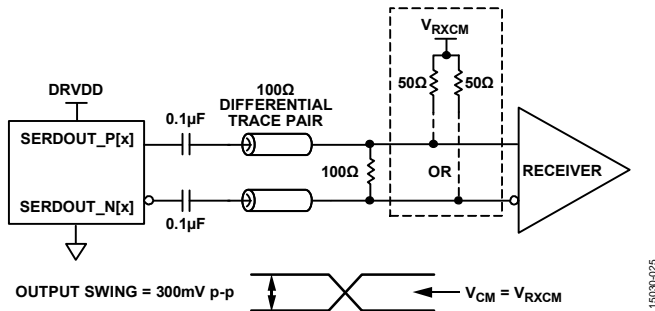 VRXCM
DRVDD
100Ω
DIFFERENTIAL
TRACE PAIR
50Ω 50Ω
0.1µF
SERDOUT_P[x]
100Ω
OR
RECEIVER
SERDOUT_N[x]
0.1µF
OUTPUT SWING = 300mV p-p
VCM = VRXCM
15030-025